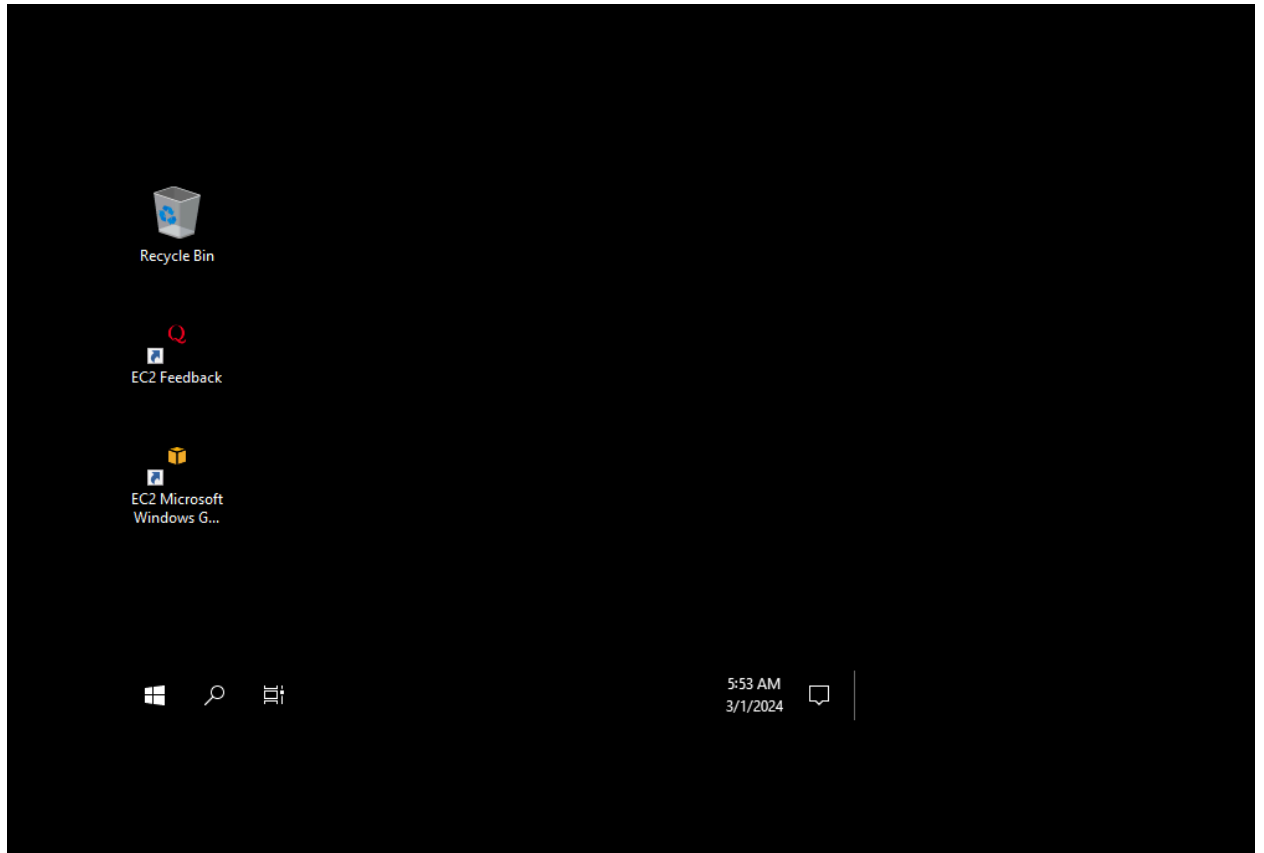 Recycle Bin
Q
EC2 Feedback
EC2 Microsoft
Windows G...
5:53 AM
3/1/2024